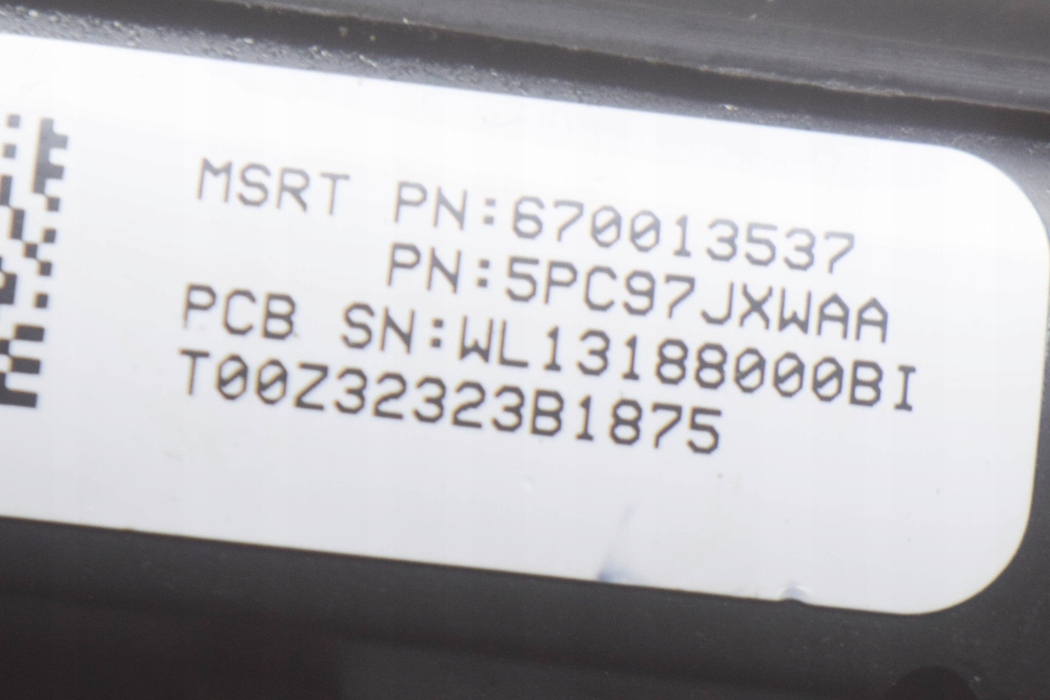 MSRT PN:670013537
PN:5PC97JXWAA
PCB SN:WL13188000BI
T00Z32323B1875